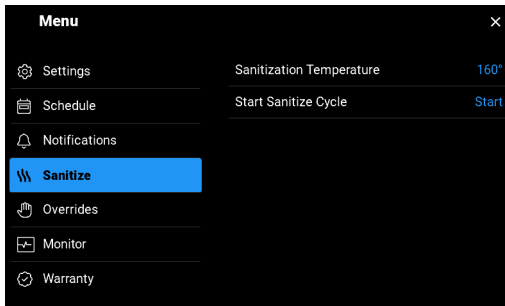 Menu
Settings
Schedule
Notifications
Sanitize
Overrides
Monitor
Warranty
Sanitization Temperature 160°
Start Sanitize Cycle Start